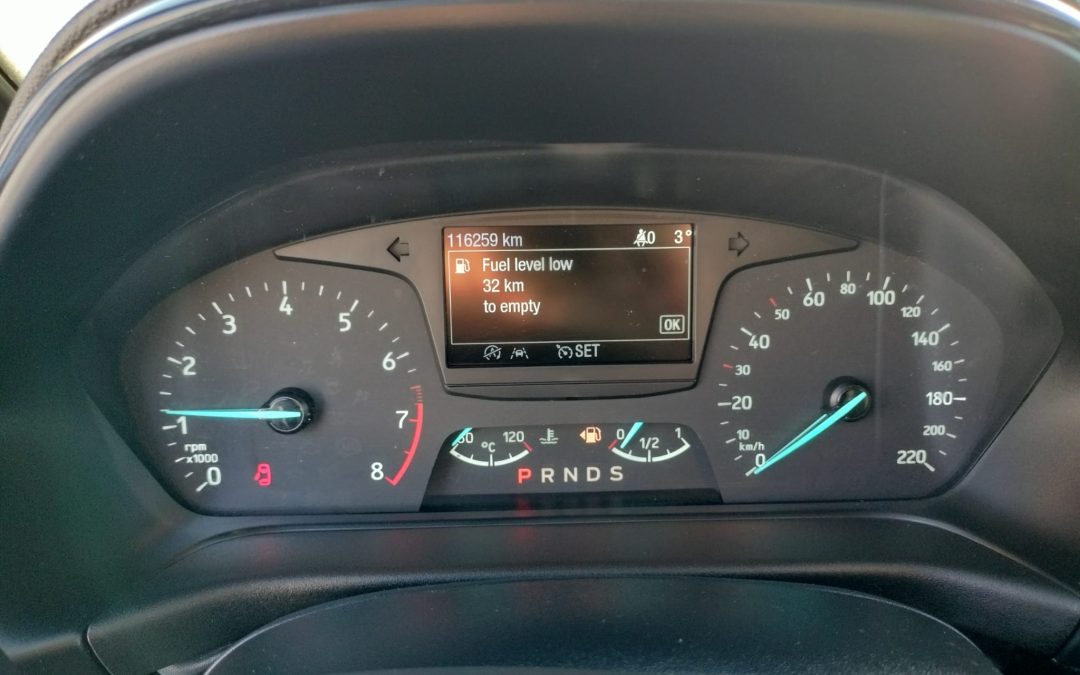 116259 km 0 3°
Fuel level low
32 km
to empty
OK
SET
0 1 2 3 4 5 6 7 8
rpm
x1000
60 °C 120
0 1/2 1
P R N D S
0 10 20 30 40 50 60 80 100 120 140 160 180 200 220
km/h